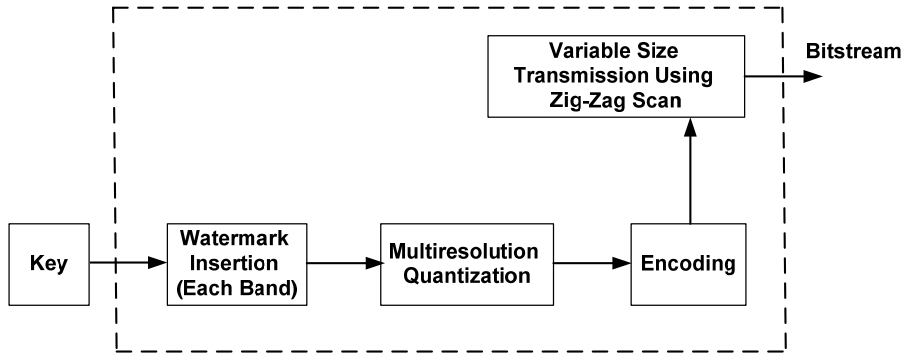 Variable Size
Transmission Using
Zig-Zag Scan
Bitstream
Key
Watermark
Insertion
(Each Band)
Multiresolution
Quantization
Encoding